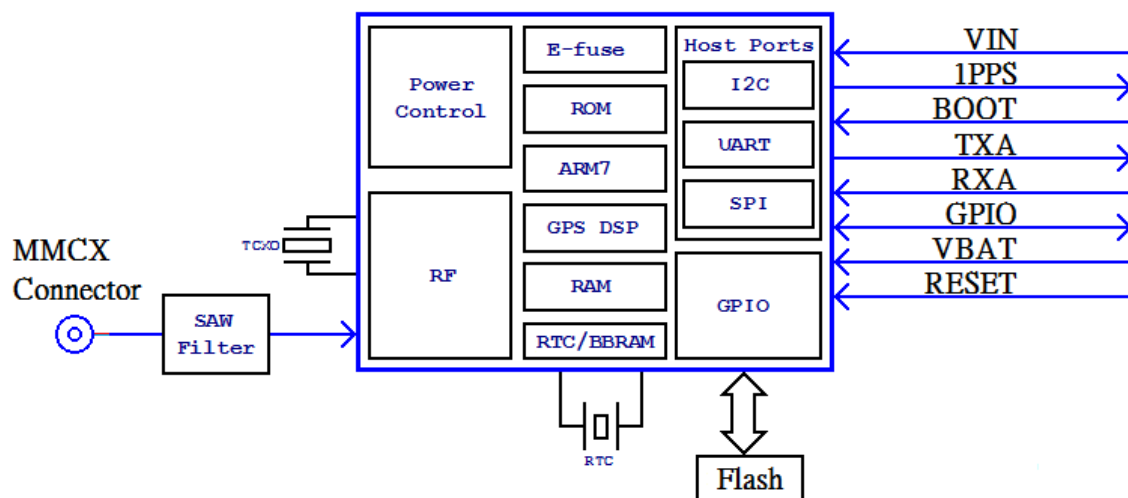 Power
Control
RF
E-fuse
ROM
ARM7
GPS DSP
RAM
RTC/BBRAM
Host Ports
I2C
UART
SPI
GPIO
VIN
1PPS
BOOT
TXA
RXA
GPIO
VBAT
RESET
TCXO
MMCX
Connector
SAW
Filter
RTC
Flash